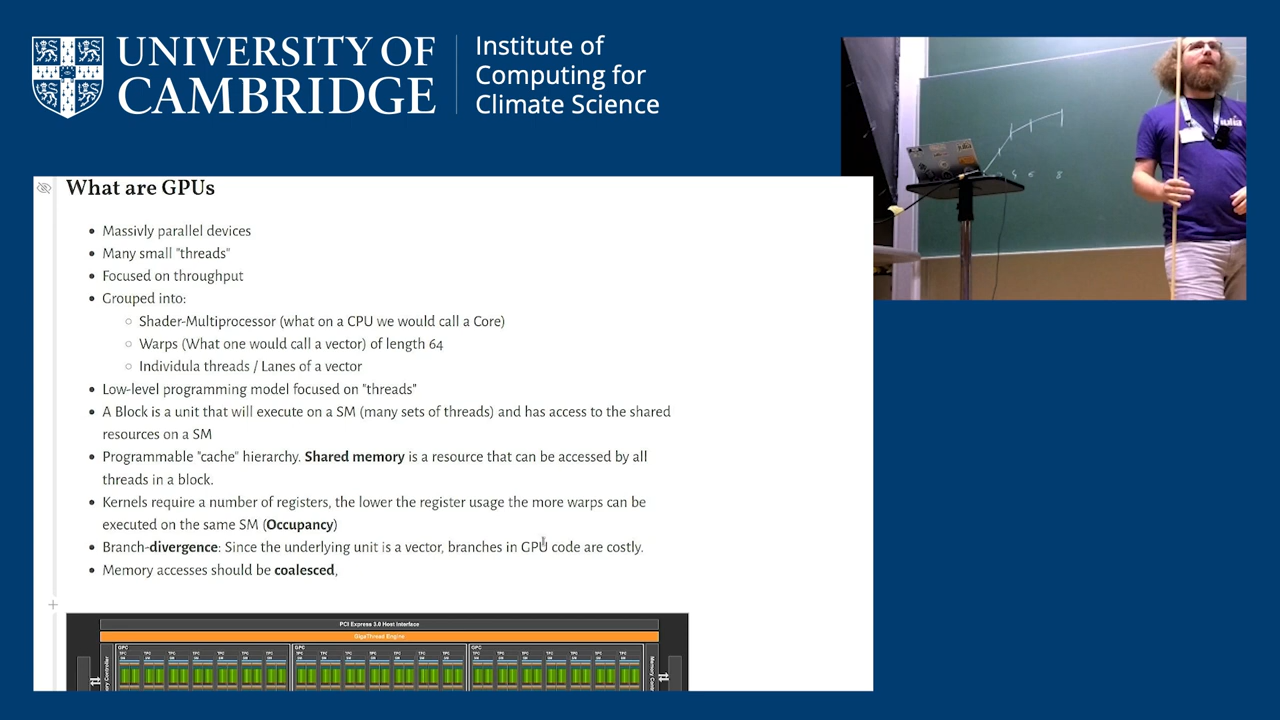 UNIVERSITY OF
CAMBRIDGE
Institute of
Computing for
Climate Science
What are GPUs
Massivly parallel devices
Many small "threads"
Focused on throughput
Grouped into:
Shader-Multiprocessor (what on a CPU we would call a Core)
Warps (What one would call a vector) of length 64
Individula threads / Lanes of a vector
Low-level programming model focused on "threads"
A Block is a unit that will execute on a SM (many sets of threads) and has access to the shared
resources on a SM
Programmable "cache" hierarchy. Shared memory is a resource that can be accessed by all
threads in a block.
Kernels require a number of registers, the lower the register usage the more warps can be
executed on the same SM (Occupancy)
Branch-divergence: Since the underlying unit is a vector, branches in GPU code are costly.
Memory accesses should be coalesced,
PCI Express 3.0 Host Interface
GigaThread Engine
GPC GPC GPC